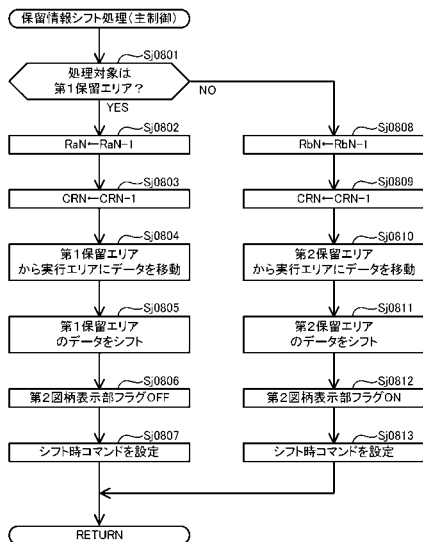 保留情報シフト処理(主制御)
Sj0801
処理対象は
第1保留エリア?
NO
YES
Sj0802
RaN←RaN-1
Sj0803
CRN←CRN-1
Sj0804
第1保留エリア
から実行エリアにデータを移動
Sj0805
第1保留エリア
のデータをシフト
Sj0806
第2図柄表示部フラグOFF
Sj0807
シフト時コマンドを設定
Sj0808
RbN←RbN-1
Sj0809
CRN←CRN-1
Sj0810
第2保留エリア
から実行エリアにデータを移動
Sj0811
第2保留エリア
のデータをシフト
Sj0812
第2図柄表示部フラグON
Sj0813
シフト時コマンドを設定
RETURN